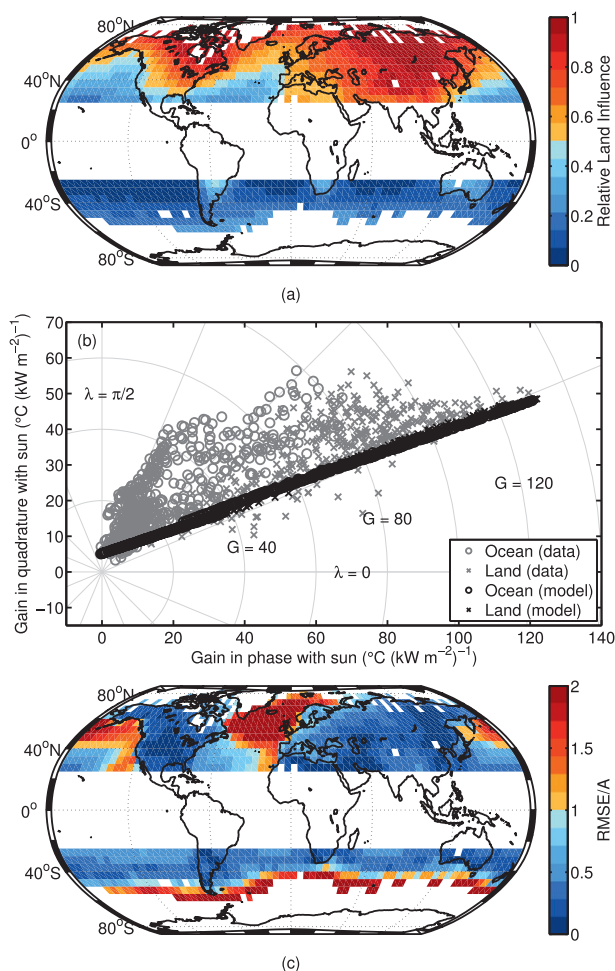 80°N
40°N
0°
40°S
80°S
1
0.8
0.6
0.4
0.2
0
Relative Land Influence
(a)
(b)
70
60
50
40
30
20
10
0
−10
Gain in quadrature with sun (°C (kW m⁻²)⁻¹)
λ = π/2
G = 120
G = 80
G = 40
λ = 0
Ocean (data)
Land (data)
Ocean (model)
Land (model)
0 20 40 60 80 100 120 140
Gain in phase with sun (°C (kW m⁻²)⁻¹)
80°N
40°N
0°
40°S
80°S
2
1.5
1
0.5
0
RMSE/A
(c)